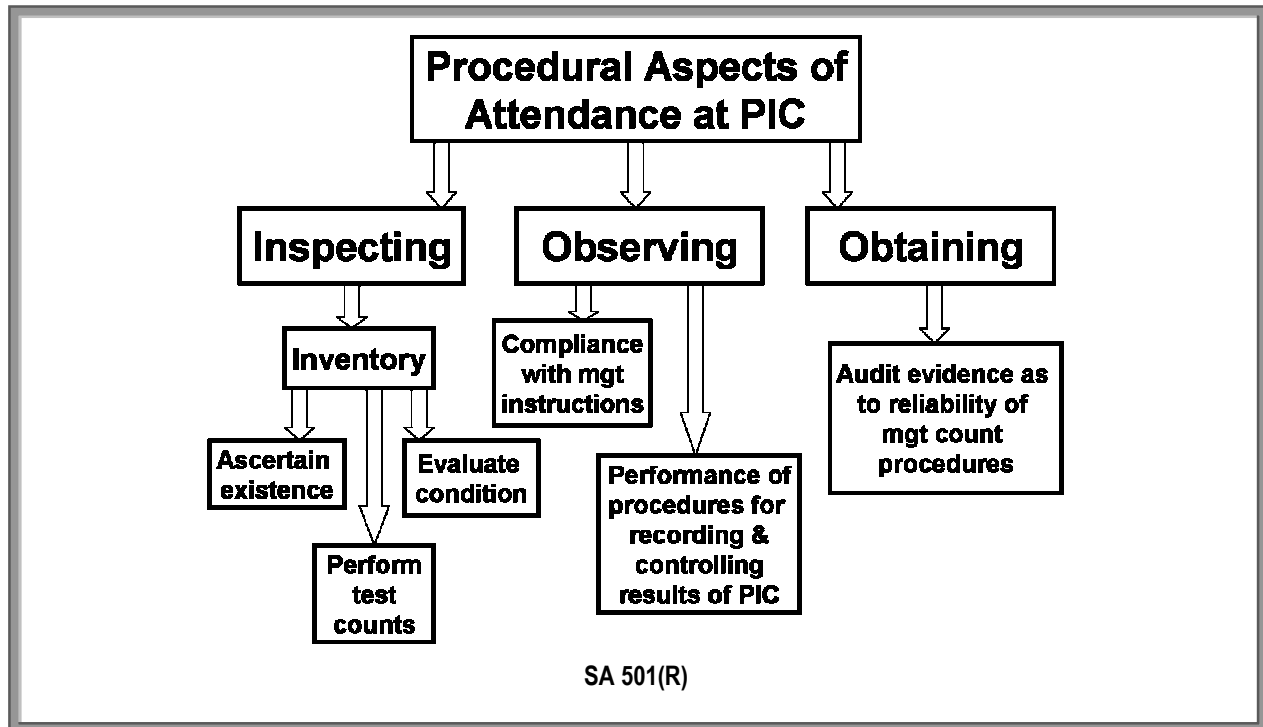 Procedural Aspects of
Attendance at PIC
Inspecting
Observing
Obtaining
Inventory
Ascertain
existence
Perform
test
counts
Evaluate
condition
Compliance
with mgt
instructions
Performance of
procedures for
recording &
controlling
results of PIC
Audit evidence as
to reliability of
mgt count
procedures
SA 501(R)